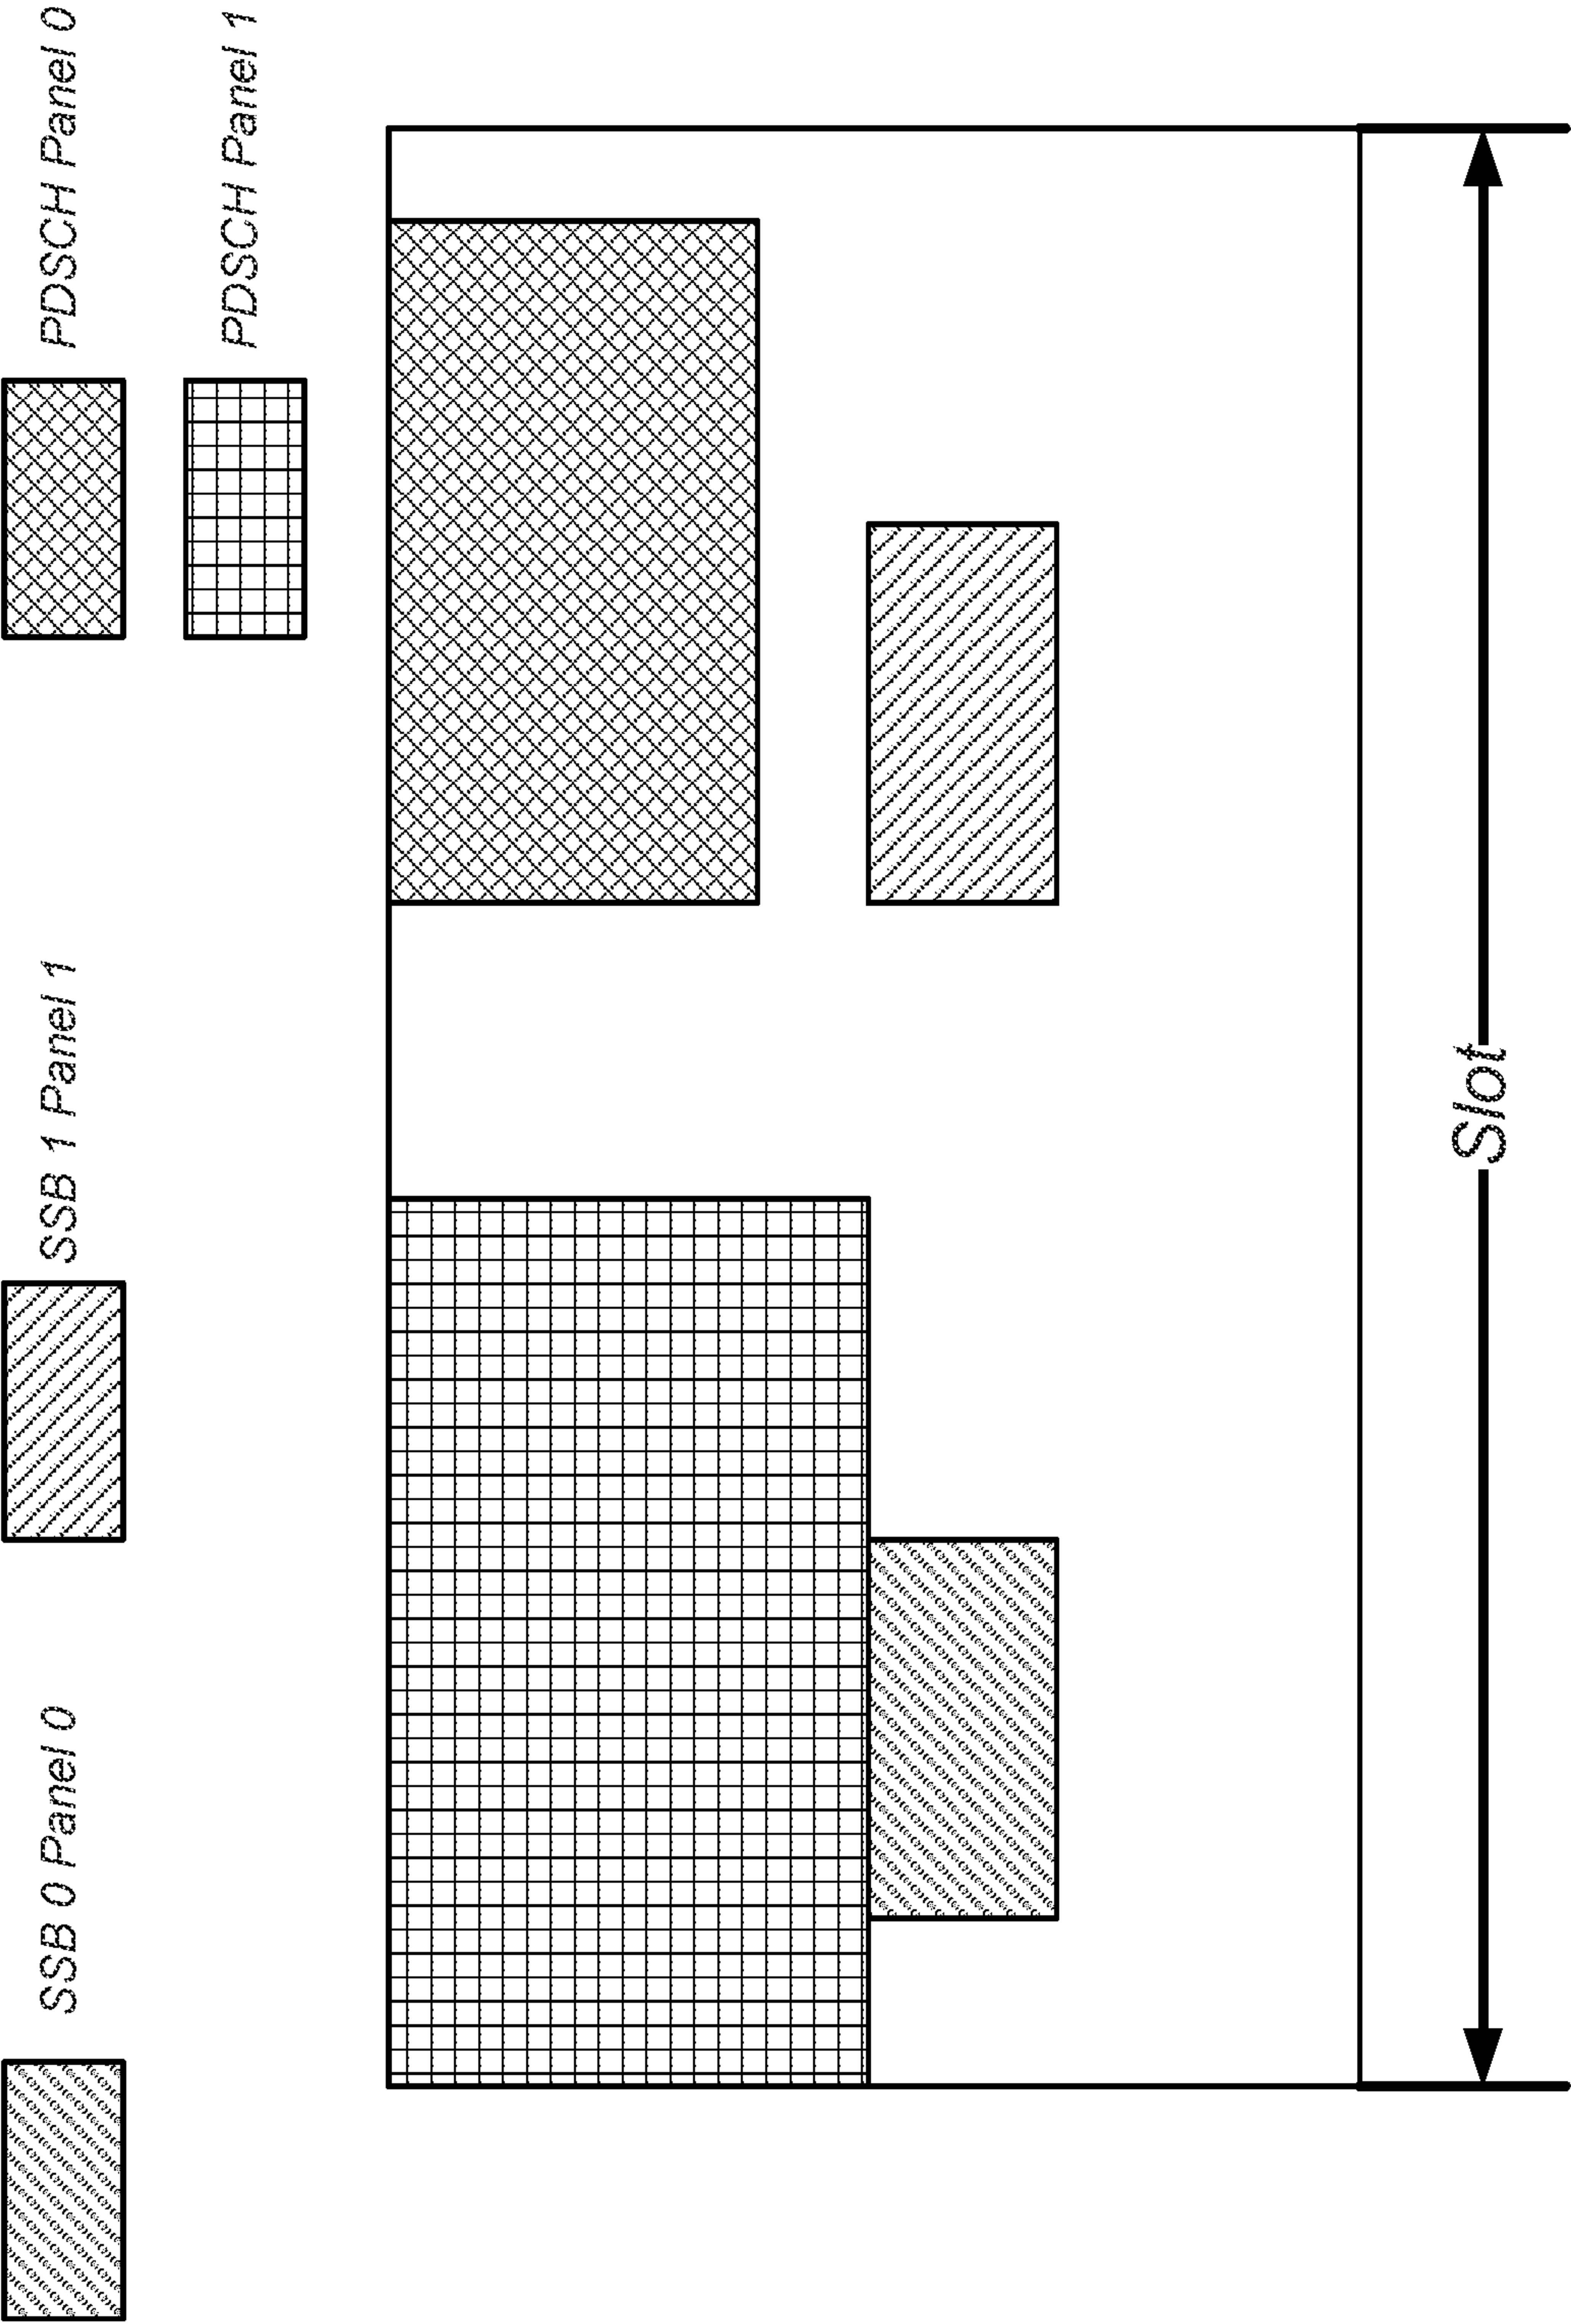 SSB 0 Panel 0
SSB 1 Panel 1
PDSCH Panel 0
PDSCH Panel 1
Slot